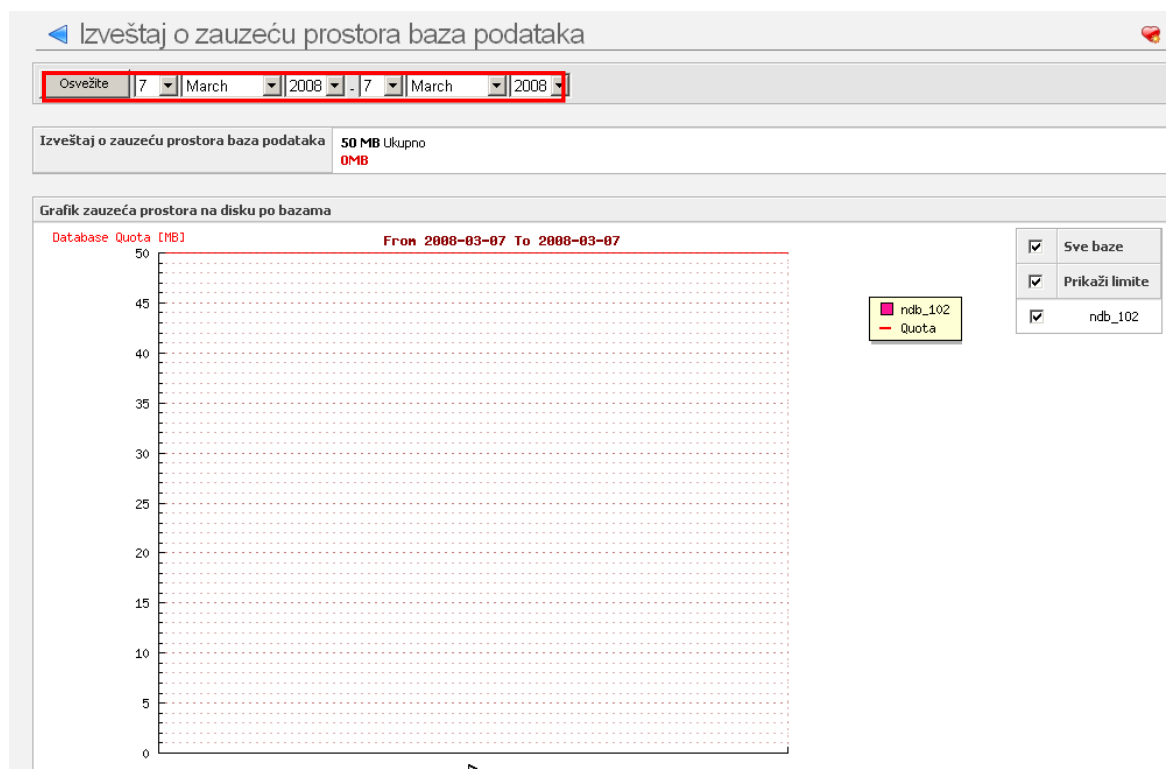 Izveštaj o zauzeću prostora baza podataka
Osvežite 7 March 2008 - 7 March 2008
Izveštaj o zauzeću prostora baza podataka 50 MB Ukupno
0MB
Grafik zauzeća prostora na disku po bazama
Database Quota [MB] From 2008-03-07 To 2008-03-07
50
45
40
35
30
25
20
15
10
5
0
ndb_102
Quota
Sve baze
Prikaži limite
ndb_102